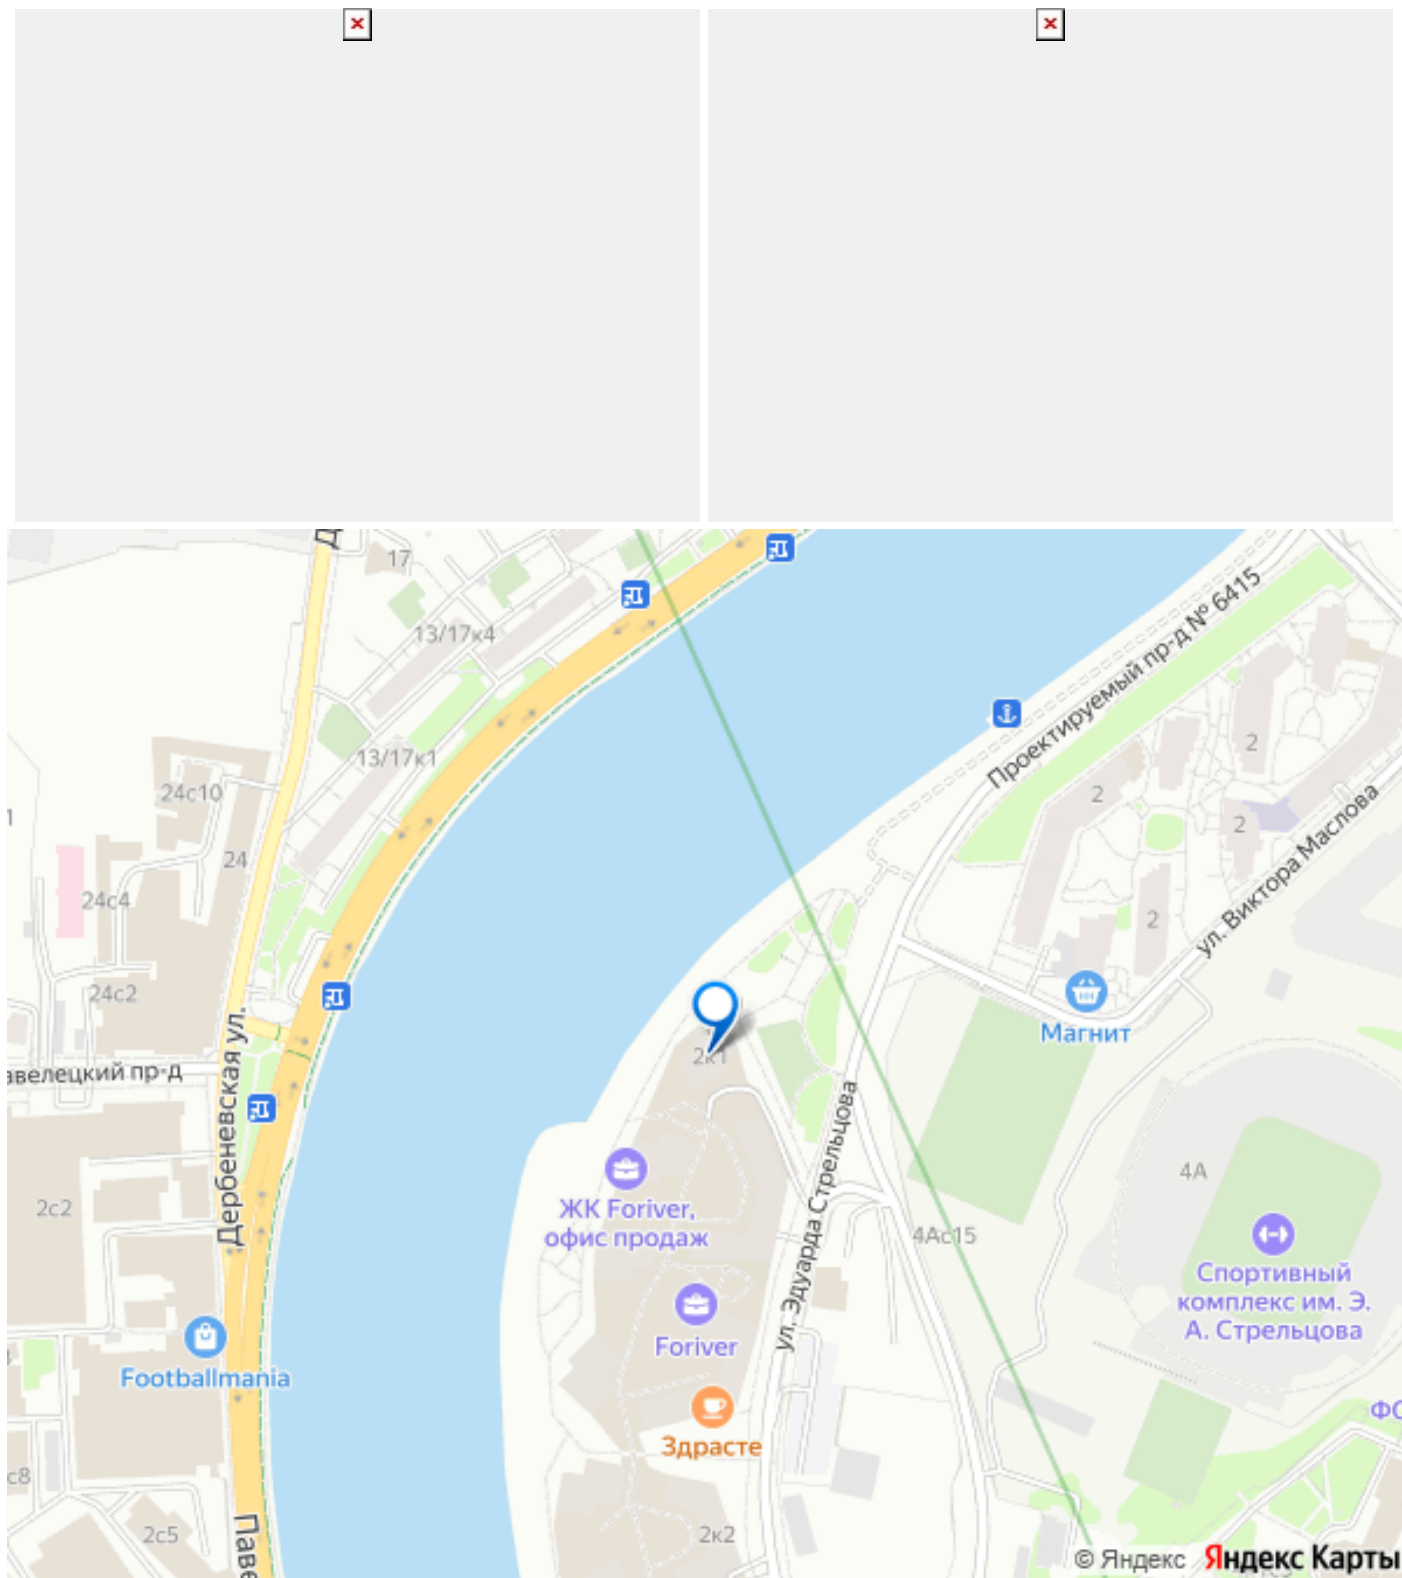 17
13/17к4
Проектируемый пр-д № 6415
13/17к1
24с10
2
2
2
24
ул. Виктора Маслова
24с4
2
24с2
Магнит
Дербеневская ул.
2к1
авелецкий пр-д
ул. Эдуарда Стрельцова
4А
2с2
ЖК Foriver,
офис продаж
4Ас15
Спортивный
комплекс им. Э.
А. Стрельцова
Foriver
Footballmania
Здрасте
с8
2с5
2к2
Паве
© Яндекс
Яндекс Карты